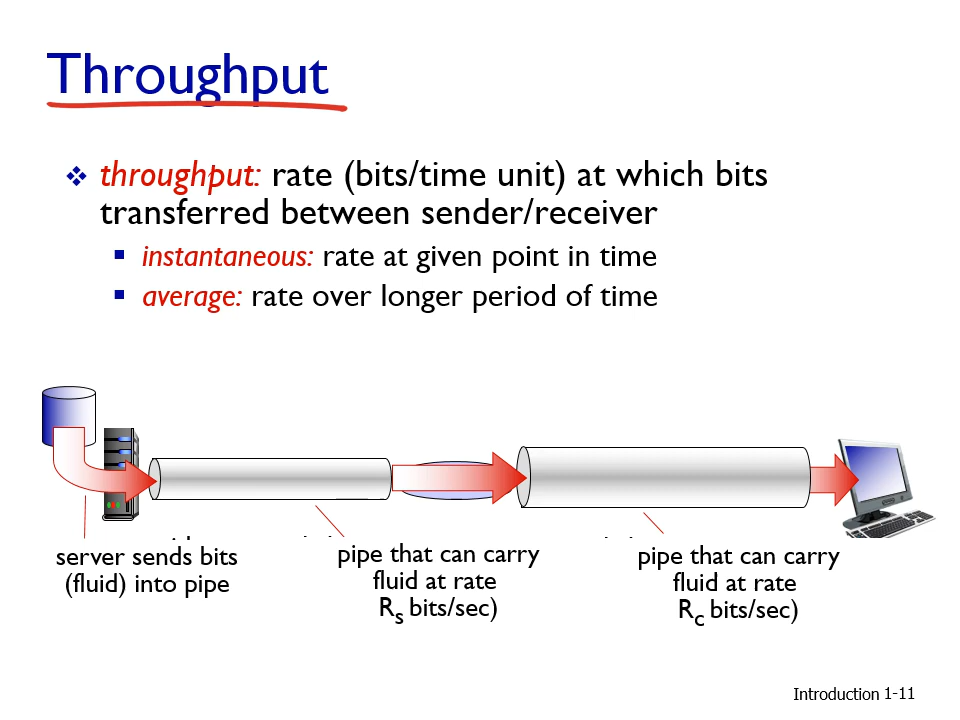 Throughput
throughput: rate (bits/time unit) at which bits
transferred between sender/receiver
instantaneous: rate at given point in time
average: rate over longer period of time
server sends bits
(fluid) into pipe
pipe that can carry
fluid at rate
Rs bits/sec)
pipe that can carry
fluid at rate
Rc bits/sec)
Introduction 1-11